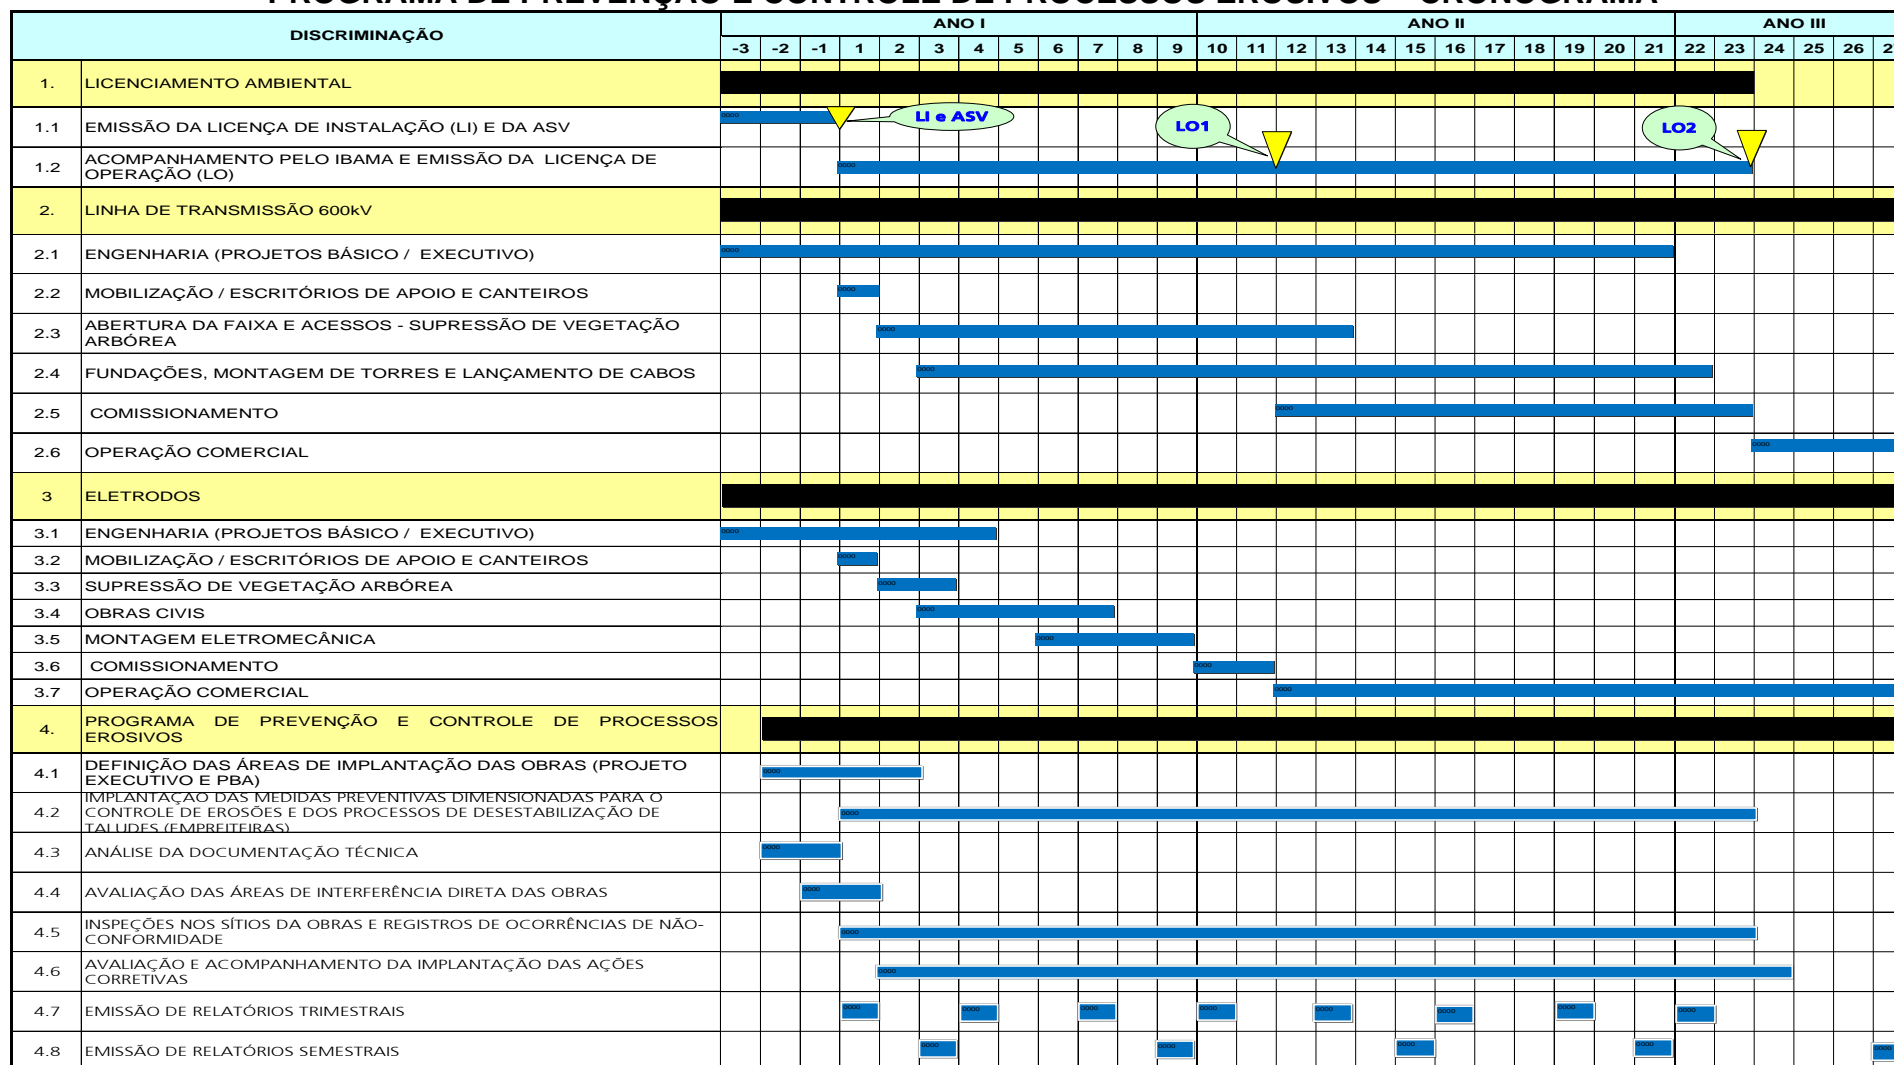 PROGRAMA DE PREVENÇÃO E CONTROLE DE PROCESSOS EROSIVOS - CRONOGRAMA
DISCRIMINAÇÃO
ANO I ANO II ANO III
-3 -2 -1 1 2 3 4 5 6 7 8 9 10 11 12 13 14 15 16 17 18 19 20 21 22 23 24 25 26
1. LICENCIAMENTO AMBIENTAL
1.1 EMISSÃO DA LICENÇA DE INSTALAÇÃO (LI) E DA ASV
LI e ASV
LO1
LO2
1.2 ACOMPANHAMENTO PELO IBAMA E EMISSÃO DA LICENÇA DE
OPERAÇÃO (LO)
2. LINHA DE TRANSMISSÃO 600kV
2.1 ENGENHARIA (PROJETOS BÁSICO / EXECUTIVO)
2.2 MOBILIZAÇÃO / ESCRITÓRIOS DE APOIO E CANTEIROS
2.3 ABERTURA DA FAIXA E ACESSOS - SUPRESSÃO DE VEGETAÇÃO
ARBÓREA
2.4 FUNDAÇÕES, MONTAGEM DE TORRES E LANÇAMENTO DE CABOS
2.5 COMISSIONAMENTO
2.6 OPERAÇÃO COMERCIAL
3 ELETRODOS
3.1 ENGENHARIA (PROJETOS BÁSICO / EXECUTIVO)
3.2 MOBILIZAÇÃO / ESCRITÓRIOS DE APOIO E CANTEIROS
3.3 SUPRESSÃO DE VEGETAÇÃO ARBÓREA
3.4 OBRAS CIVIS
3.5 MONTAGEM ELETROMECÂNICA
3.6 COMISSIONAMENTO
3.7 OPERAÇÃO COMERCIAL
4. PROGRAMA DE PREVENÇÃO E CONTROLE DE PROCESSOS
EROSIVOS
4.1 DEFINIÇÃO DAS ÁREAS DE IMPLANTAÇÃO DAS OBRAS (PROJETO
EXECUTIVO E PBA)
IMPLANTAÇÃO DAS MEDIDAS PREVENTIVAS DIMENSIONADAS PARA O
4.2 CONTROLE DE EROSÕES E DOS PROCESSOS DE DESESTABILIZAÇÃO DE
TALUDES (EMPREITEIRAS)
4.3 ANÁLISE DA DOCUMENTAÇÃO TÉCNICA
4.4 AVALIAÇÃO DAS ÁREAS DE INTERFERÊNCIA DIRETA DAS OBRAS
4.5 INSPEÇÕES NOS SÍTIOS DA OBRAS E REGISTROS DE OCORRÊNCIAS DE NÃO-
CONFORMIDADE
4.6 AVALIAÇÃO E ACOMPANHAMENTO DA IMPLANTAÇÃO DAS AÇÕES
CORRETIVAS
4.7 EMISSÃO DE RELATÓRIOS TRIMESTRAIS
4.8 EMISSÃO DE RELATÓRIOS SEMESTRAIS